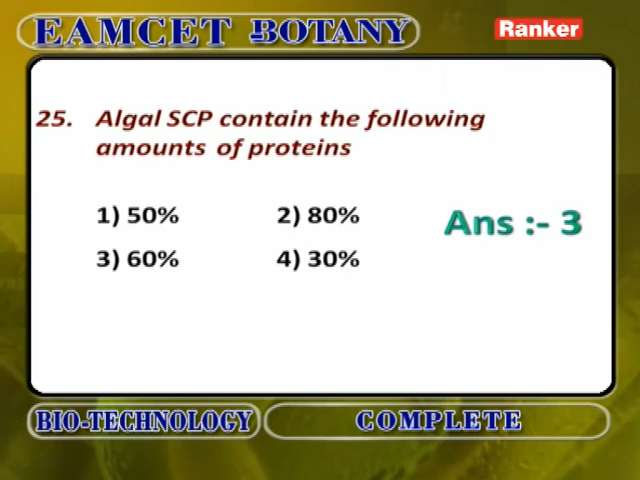 EAMCET BOTANY
Ranker
25. Algal SCP contain the following
amounts of proteins
1) 50% 2) 80%
3) 60% 4) 30%
Ans :- 3
BIO-TECHNOLOGY
COMPLETE